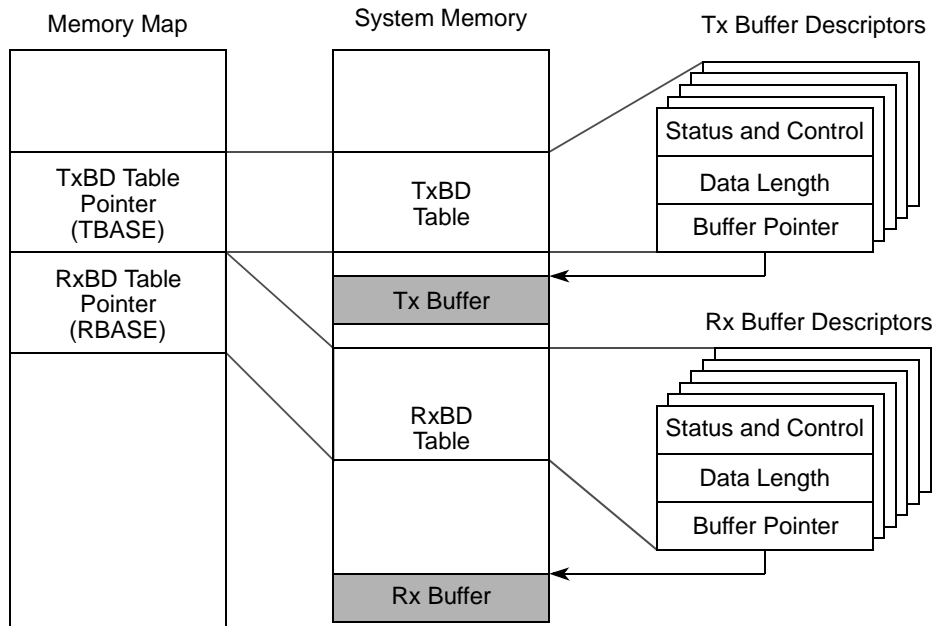 Memory Map
System Memory
Tx Buffer Descriptors
TxBD Table
Pointer
(TBASE)
RxBD Table
Pointer
(RBASE)
TxBD
Table
Tx Buffer
RxBD
Table
Rx Buffer
Status and Control
Data Length
Buffer Pointer
Rx Buffer Descriptors
Status and Control
Data Length
Buffer Pointer